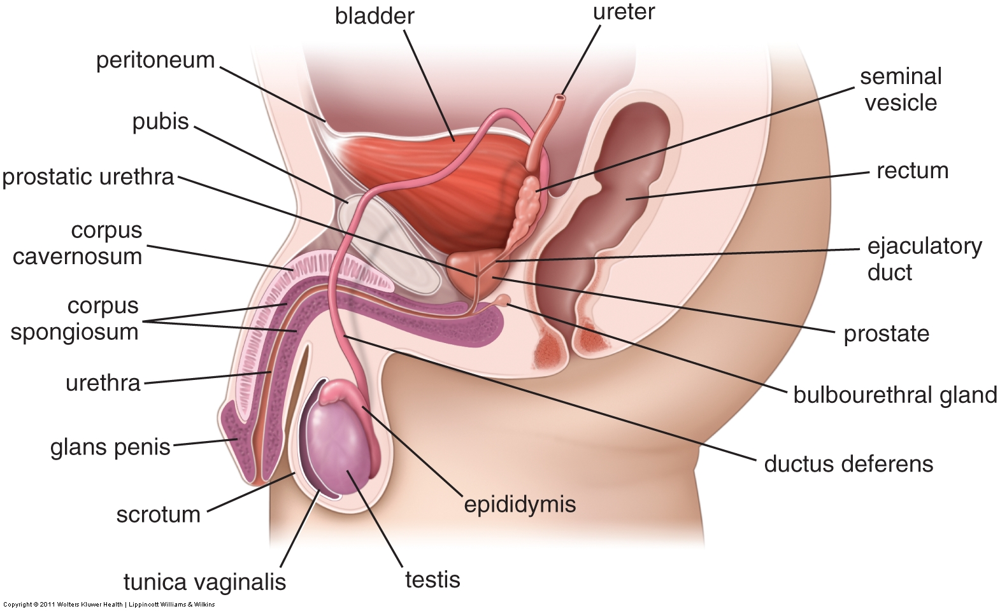 bladder
ureter
peritoneum
seminal
vesicle
pubis
prostatic urethra
rectum
corpus
cavernosum
ejaculatory
duct
corpus
spongiosum
prostate
urethra
bulbourethral gland
glans penis
ductus deferens
scrotum
epididymis
tunica vaginalis
testis
Copyright © 2011 Wolters Kluwer Health | Lippincott Williams & Wilkins